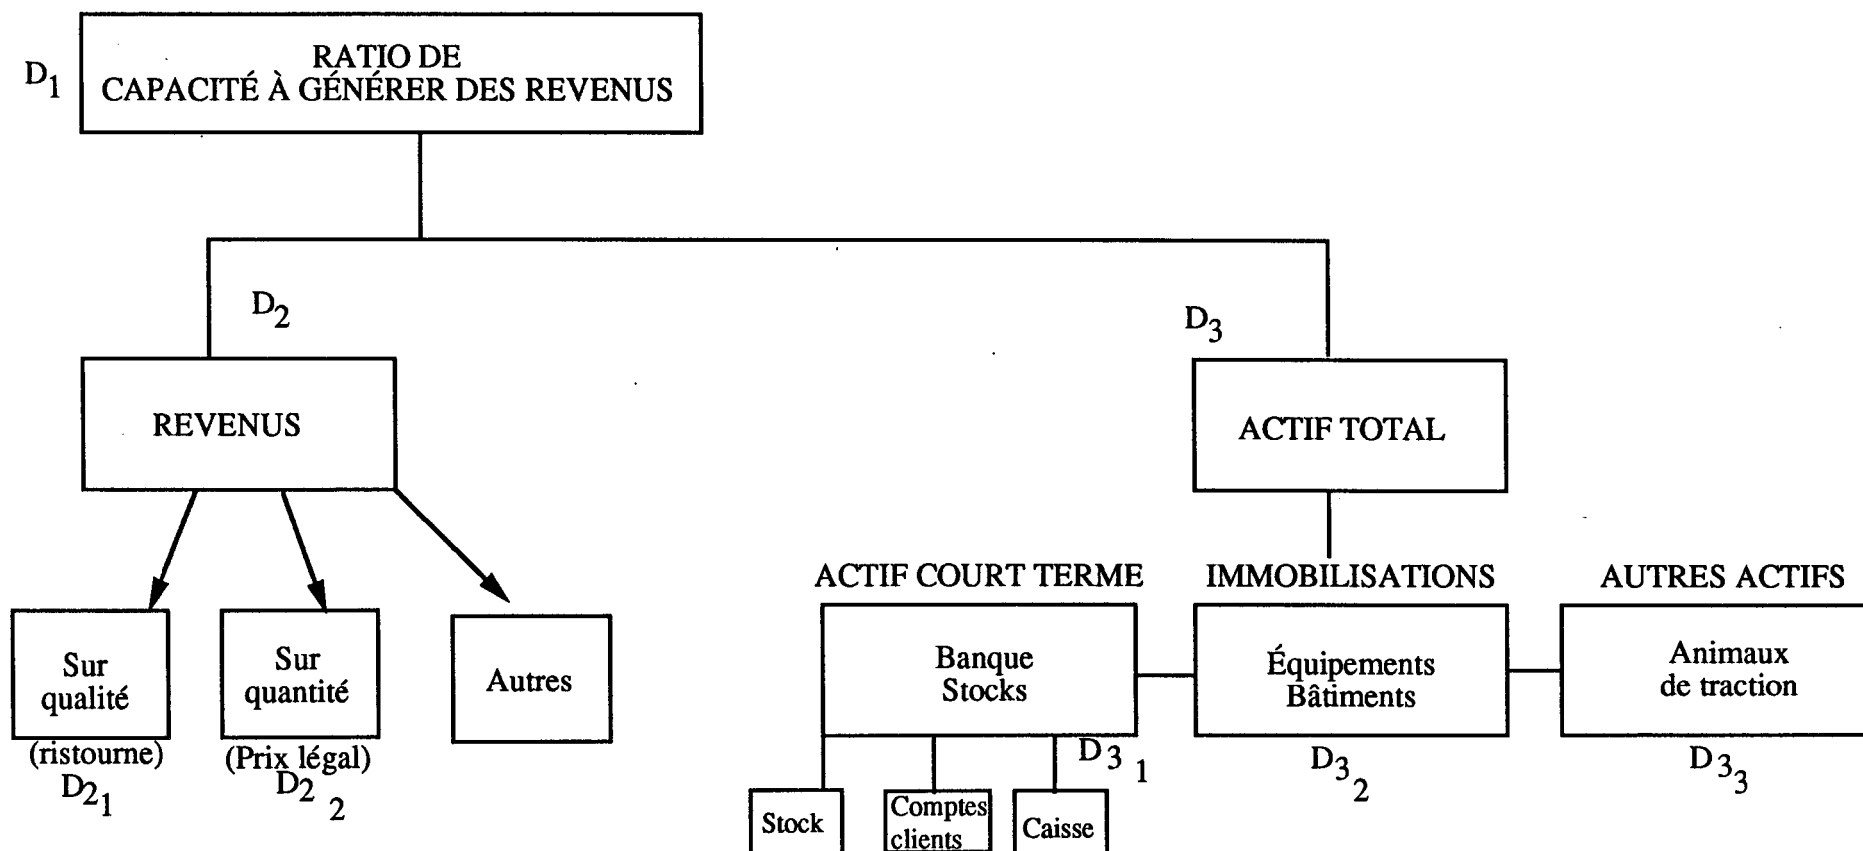 RATIO DE
CAPACITÉ À GÉNÉRER DES REVENUS
D1
D2
D3
REVENUS
ACTIF TOTAL
ACTIF COURT TERME
IMMOBILISATIONS
AUTRES ACTIFS
Sur
qualité
(ristourne)
D21
Sur
quantité
(Prix légal)
D2 2
Autres
Banque
Stocks
D3 1
Équipements
Bâtiments
D32
Animaux
de traction
D33
Stock
Comptes
clients
Caisse